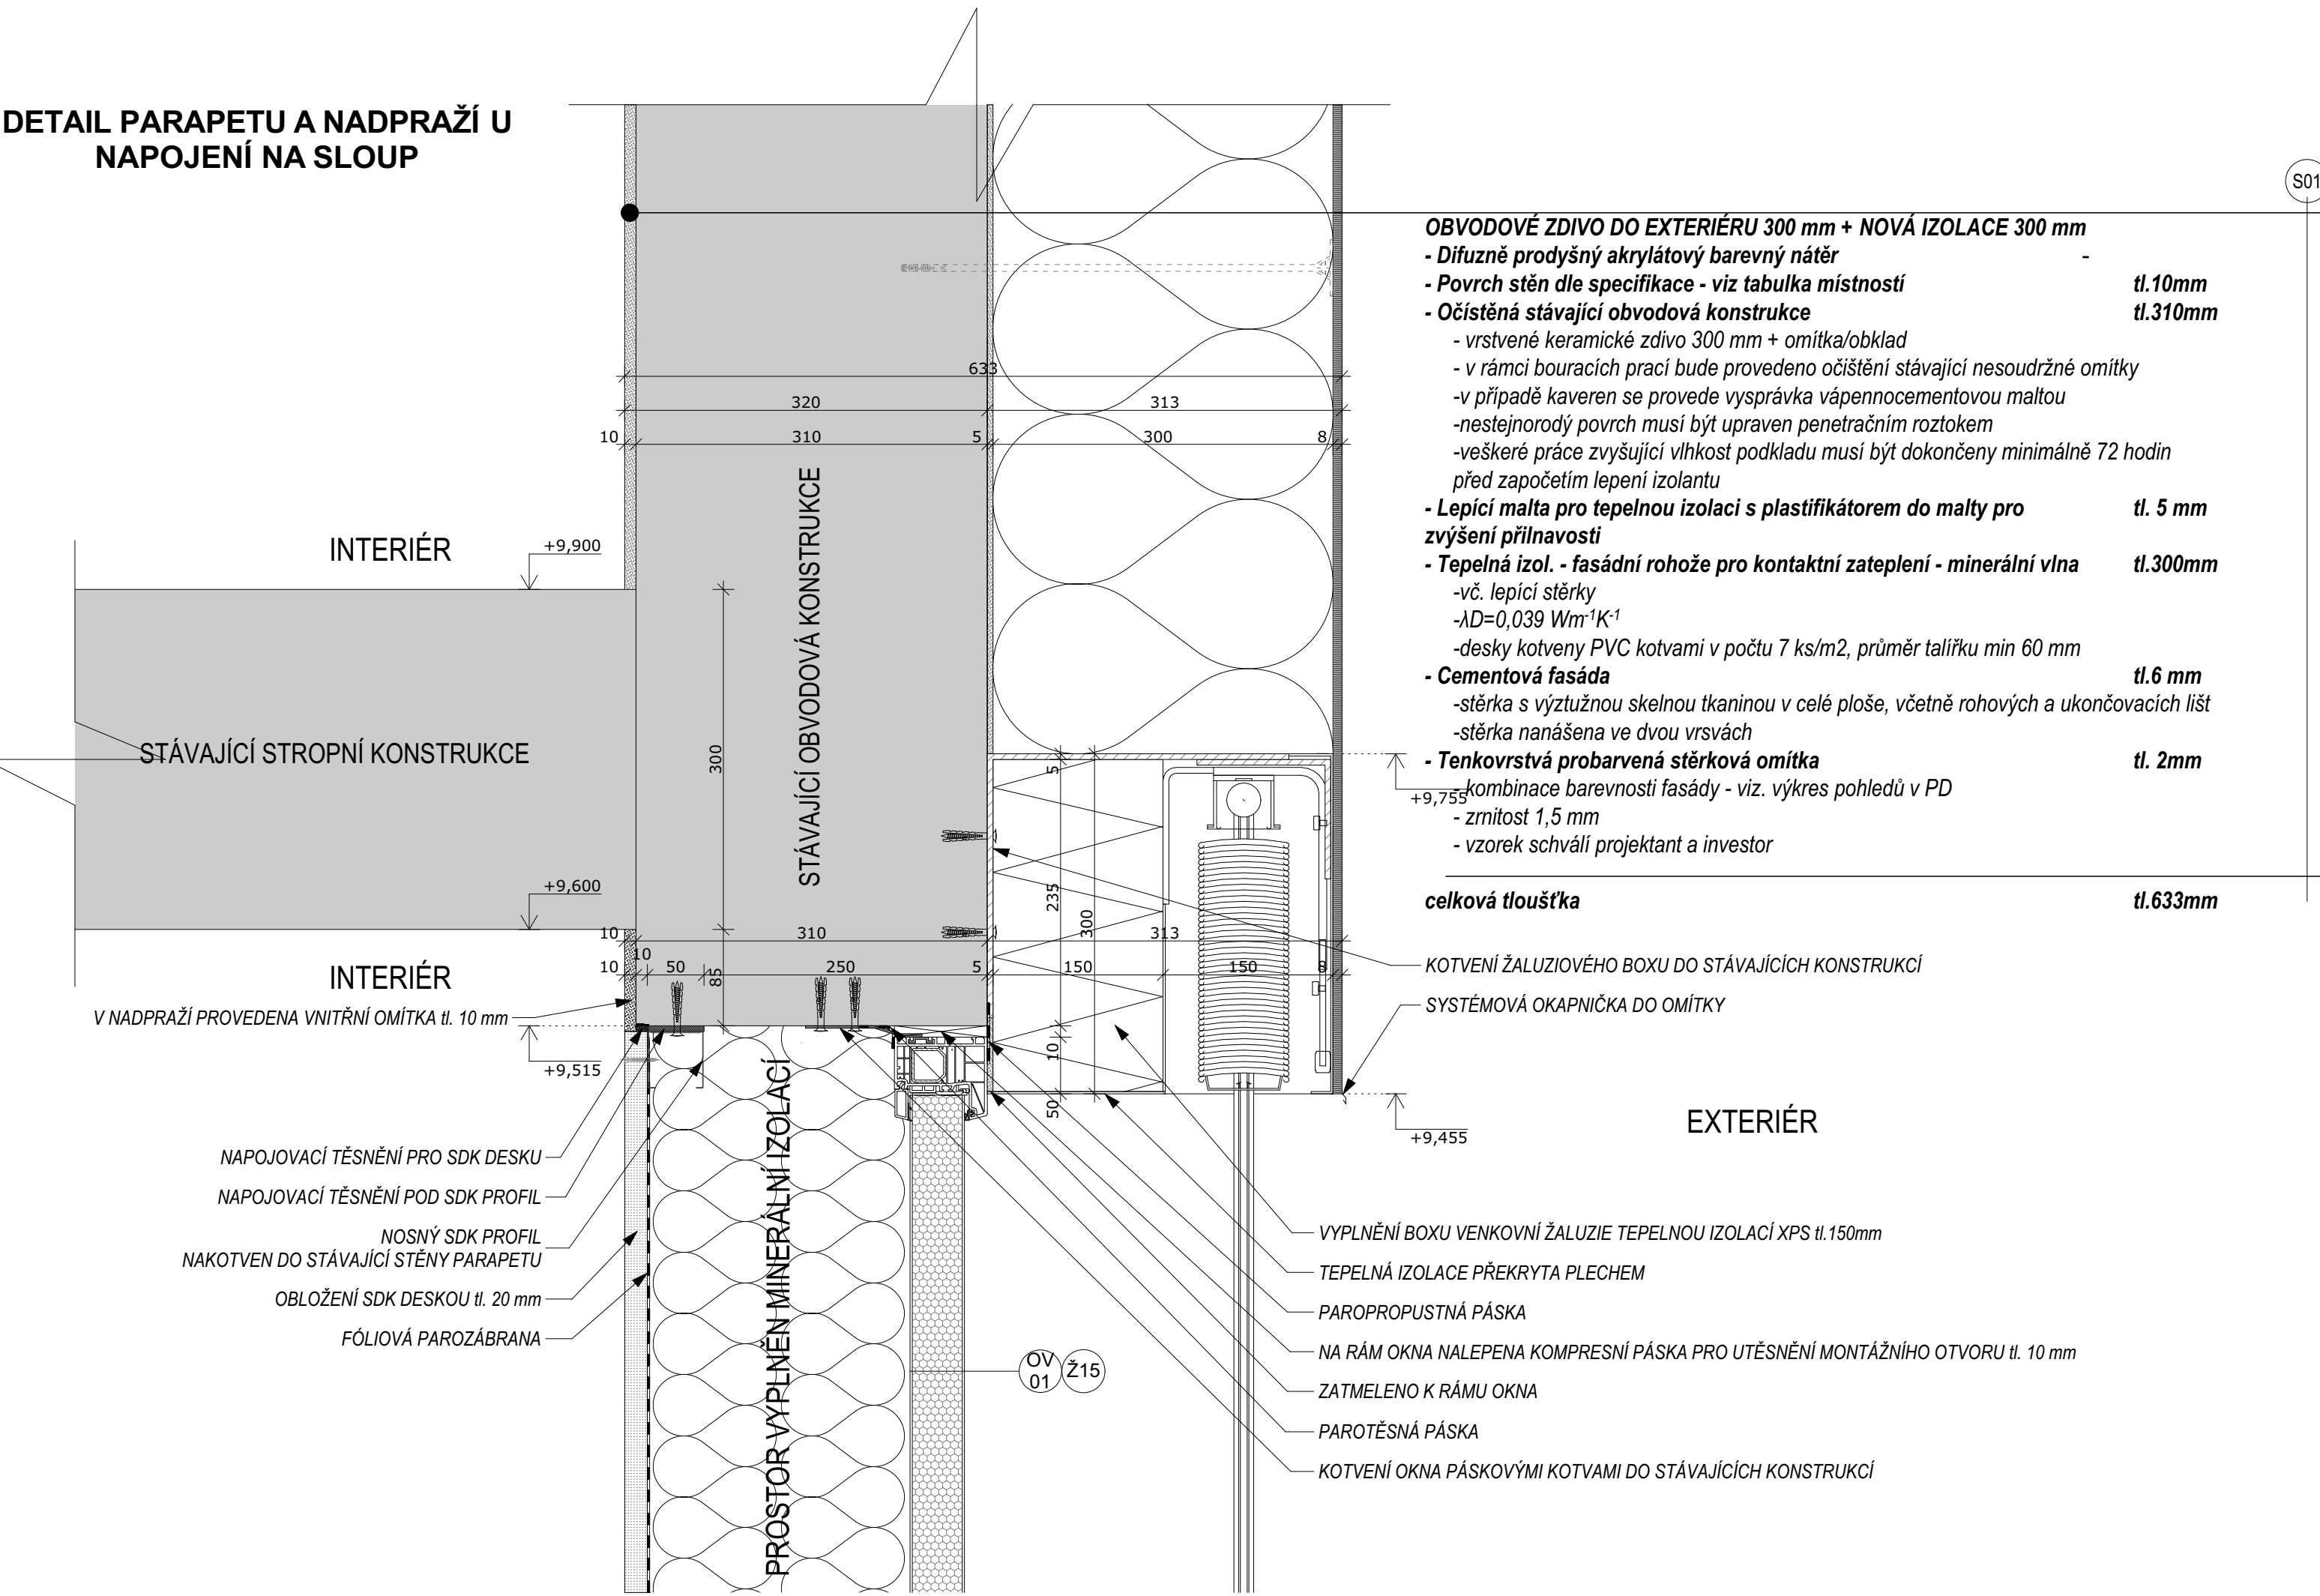 DETAIL PARAPETU A NADPRAŽÍ U
NAPOJENÍ NA SLOUP
S01
OBVODOVÉ ZDIVO DO EXTERIÉRU 300 mm + NOVÁ IZOLACE 300 mm
- Difuzně prodyšný akrylátový barevný nátěr -
- Povrch stěn dle specifikace - viz tabulka místností tl.10mm
- Očístěná stávající obvodová konstrukce tl.310mm
- vrstvené keramické zdivo 300 mm + omítka/obklad
- v rámci bouracích prací bude provedeno očištění stávající nesoudržné omítky
-v případě kaveren se provede vysprávka vápennocementovou maltou
-nestejnorodý povrch musí být upraven penetračním roztokem
-veškeré práce zvyšující vlhkost podkladu musí být dokončeny minimálně 72 hodin
před započetím lepení izolantu
- Lepící malta pro tepelnou izolaci s plastifikátorem do malty pro tl. 5 mm
zvýšení přilnavosti
- Tepelná izol. - fasádní rohože pro kontaktní zateplení - minerální vlna tl.300mm
-vč. lepící stěrky
-λD=0,039 Wm-1K-1
-desky kotveny PVC kotvami v počtu 7 ks/m2, průměr talířku min 60 mm
- Cementová fasáda tl.6 mm
-stěrka s výztužnou skelnou tkaninou v celé ploše, včetně rohových a ukončovacích lišt
-stěrka nanášena ve dvou vrsvách
- Tenkovrstvá probarvená stěrková omítka tl. 2mm
- kombinace barevnosti fasády - viz. výkres pohledů v PD
- zrnitost 1,5 mm
- vzorek schválí projektant a investor
celková tloušťka tl.633mm
633
320 313
10 310 5 300 8
INTERIÉR
+9,900
STÁVAJÍCÍ OBVODOVÁ KONSTRUKCE
STÁVAJÍCÍ STROPNÍ KONSTRUKCE
300
5
+9,755
+9,600
235
300
10 310 313
10 10 50 85 250 5 150 150 8
INTERIÉR
V NADPRAŽÍ PROVEDENA VNITŘNÍ OMÍTKA tl. 10 mm
+9,515
10
50
+9,455
EXTERIÉR
KOTVENÍ ŽALUZIOVÉHO BOXU DO STÁVAJÍCÍCH KONSTRUKCÍ
SYSTÉMOVÁ OKAPNIČKA DO OMÍTKY
NAPOJOVACÍ TĚSNĚNÍ PRO SDK DESKU
NAPOJOVACÍ TĚSNĚNÍ POD SDK PROFIL
NOSNÝ SDK PROFIL
NAKOTVEN DO STÁVAJÍCÍ STĚNY PARAPETU
OBLOŽENÍ SDK DESKOU tl. 20 mm
FÓLIOVÁ PAROZÁBRANA
PROSTOR VYPLNĚN MINERÁLNÍ IZOLACÍ
OV
01
Ž15
VYPLNĚNÍ BOXU VENKOVNÍ ŽALUZIE TEPELNOU IZOLACÍ XPS tl.150mm
TEPELNÁ IZOLACE PŘEKRYTA PLECHEM
PAROPROPUSTNÁ PÁSKA
NA RÁM OKNA NALEPENA KOMPRESNÍ PÁSKA PRO UTĚSNĚNÍ MONTÁŽNÍHO OTVORU tl. 10 mm
ZATMELENO K RÁMU OKNA
PAROTĚSNÁ PÁSKA
KOTVENÍ OKNA PÁSKOVÝMI KOTVAMI DO STÁVAJÍCÍCH KONSTRUKCÍ